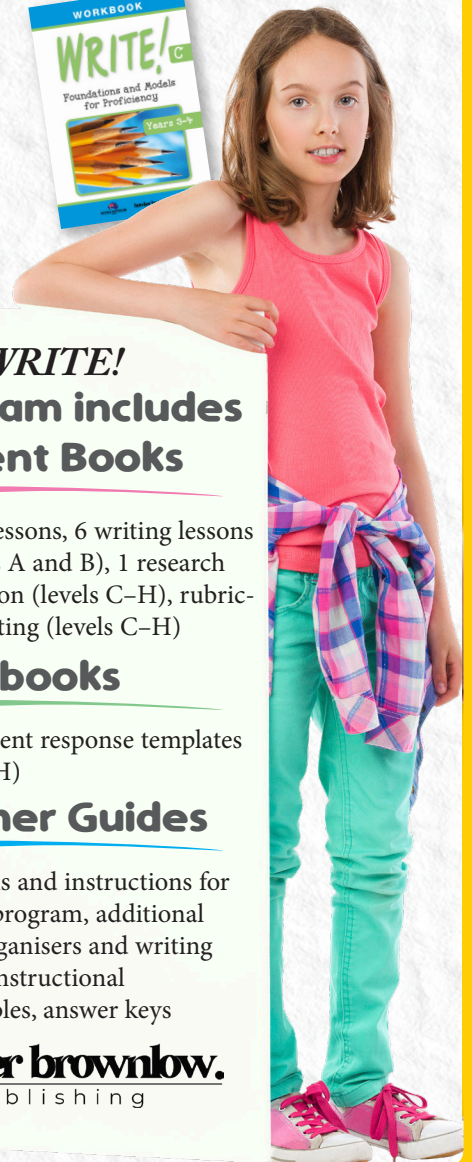 WORKBOOK
WRITE!
C
Foundations and Models
for Proficiency
Years 3-4
WRITE!
am includes
ent Books
essons, 6 writing lessons
A and B), 1 research
on (levels C–H), rubric-
ting (levels C–H)
books
ent response templates
H)
ner Guides
s and instructions for
program, additional
ganisers and writing
nstructional
les, answer keys
er brownlow.
blishing